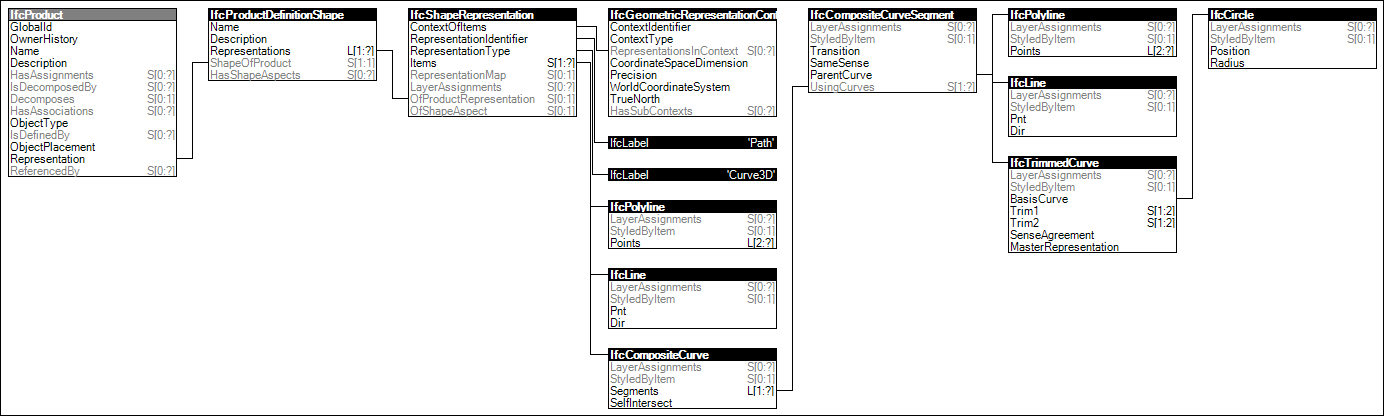 IfcProduct
GlobalId
OwnerHistory
Name
Description
HasAssignments S[0:?]
IsDecomposedBy S[0:?]
Decomposes S[0:1]
HasAssociations S[0:?]
ObjectType
IsDefinedBy S[0:?]
ObjectPlacement
Representation
ReferencedBy S[0:?]
IfcProductDefinitionShape
Name
Description
Representations L[1:?]
ShapeOfProduct S[1:1]
HasShapeAspects S[0:?]
IfcShapeRepresentation
ContextOfItems
RepresentationIdentifier
RepresentationType
Items S[1:?]
RepresentationMap S[0:1]
LayerAssignments S[0:?]
OfProductRepresentation S[0:1]
OfShapeAspect S[0:1]
IfcGeometricRepresentationCont
ContextIdentifier
ContextType
RepresentationsInContext S[0:?]
CoordinateSpaceDimension
Precision
WorldCoordinateSystem
TrueNorth
HasSubContexts S[0:?]
IfcLabel 'Path'
IfcLabel 'Curve3D'
IfcPolyline
LayerAssignments S[0:?]
StyledByItem S[0:1]
Points L[2:?]
IfcLine
LayerAssignments S[0:?]
StyledByItem S[0:1]
Pnt
Dir
IfcCompositeCurve
LayerAssignments S[0:?]
StyledByItem S[0:1]
Segments L[1:?]
SelfIntersect
IfcCompositeCurveSegment
LayerAssignments S[0:?]
StyledByItem S[0:1]
Transition
SameSense
ParentCurve
UsingCurves S[1:?]
IfcPolyline
LayerAssignments S[0:?]
StyledByItem S[0:1]
Points L[2:?]
IfcLine
LayerAssignments S[0:?]
StyledByItem S[0:1]
Pnt
Dir
IfcTrimmedCurve
LayerAssignments S[0:?]
StyledByItem S[0:1]
BasisCurve
Trim1 S[1:2]
Trim2 S[1:2]
SenseAgreement
MasterRepresentation
IfcCircle
LayerAssignments S[0:?]
StyledByItem S[0:1]
Position
Radius